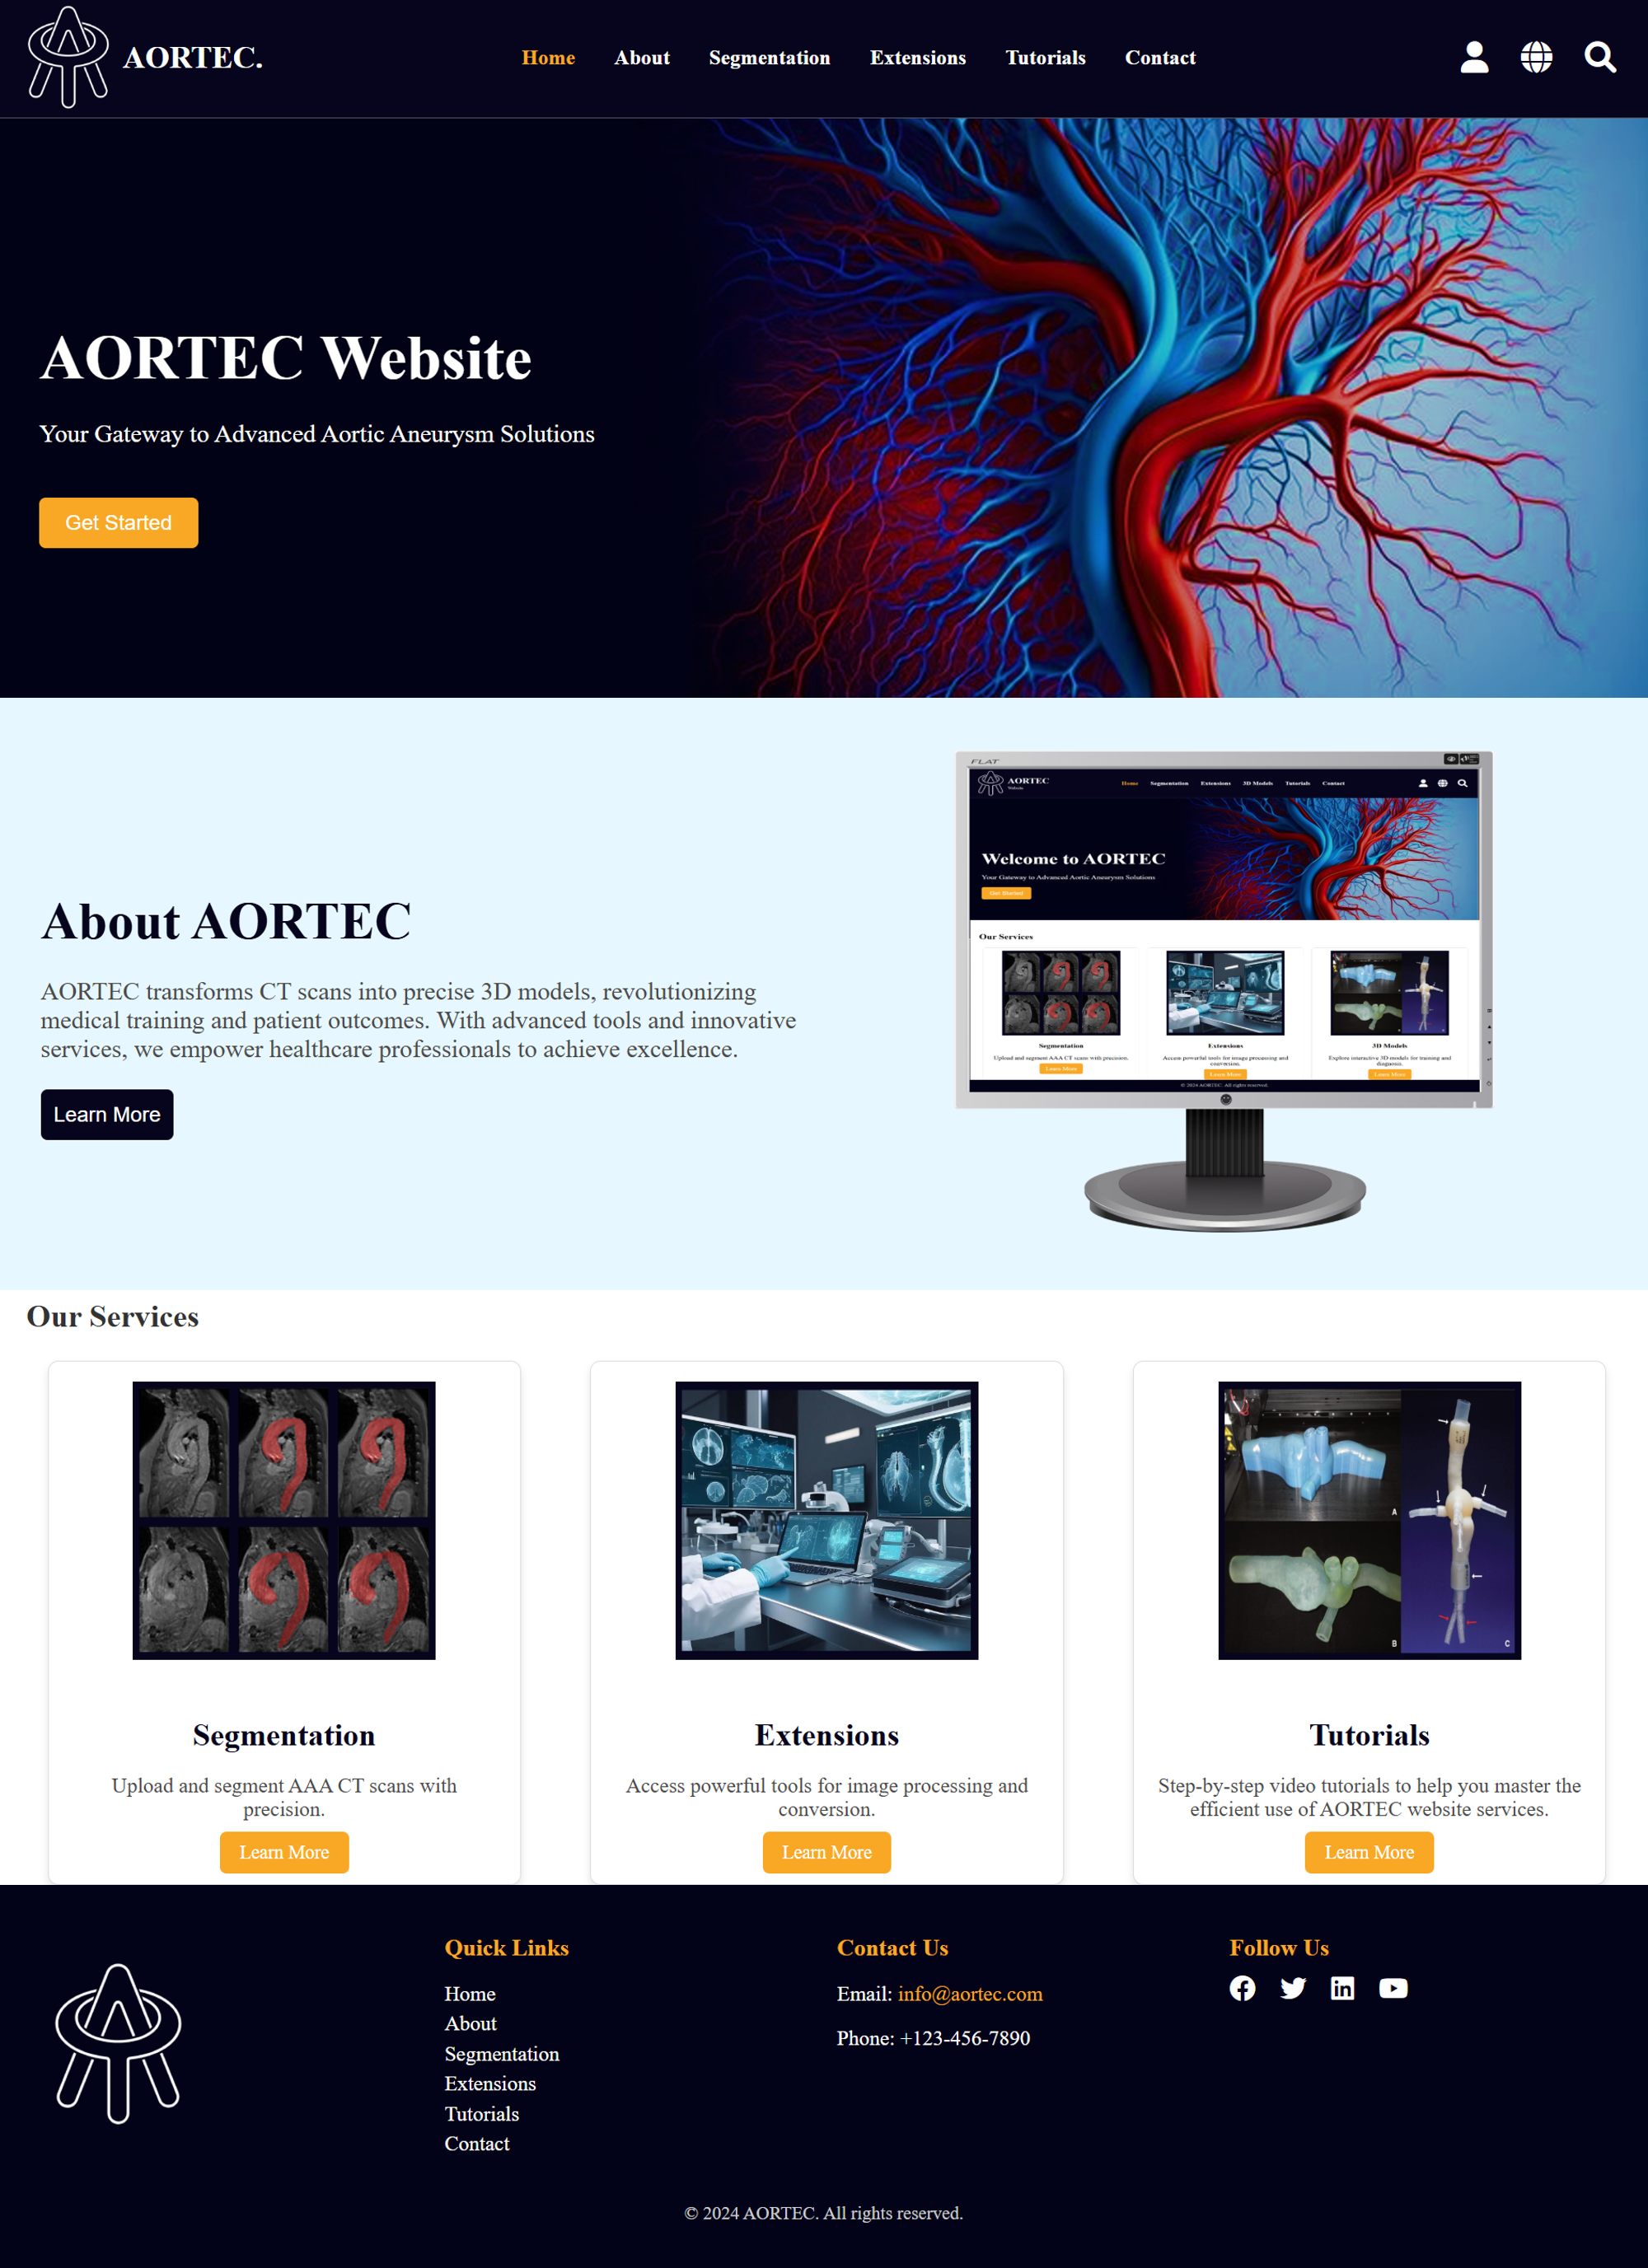 AORTEC.
Home
About
Segmentation
Extensions
Tutorials
Contact
AORTEC Website
Your Gateway to Advanced Aortic Aneurysm Solutions
Get Started
About AORTEC
AORTEC transforms CT scans into precise 3D models, revolutionizing
medical training and patient outcomes. With advanced tools and innovative
services, we empower healthcare professionals to achieve excellence.
Learn More
FLAT
AORTEC
Website
Home
Segmentation
Extensions
3D Models
Tutorials
Contact
Welcome to AORTEC
Your Gateway to Advanced Aortic Aneurysm Solutions
Get Started
Our Services
Segmentation
Upload and segment AAA CT scans with precision.
Learn More
Extensions
Access powerful tools for image processing and
conversion.
Learn More
3D Models
Explore interactive 3D models for training and
diagnosis.
Learn More
© 2024 AORTEC. All rights reserved.
Our Services
A
B
C
Segmentation
Upload and segment AAA CT scans with
precision.
Learn More
Extensions
Access powerful tools for image processing and
conversion.
Learn More
Tutorials
Step-by-step video tutorials to help you master the
efficient use of AORTEC website services.
Learn More
Quick Links
Home
About
Segmentation
Extensions
Tutorials
Contact
Contact Us
Email: info@aortec.com
Phone: +123-456-7890
Follow Us
© 2024 AORTEC. All rights reserved.